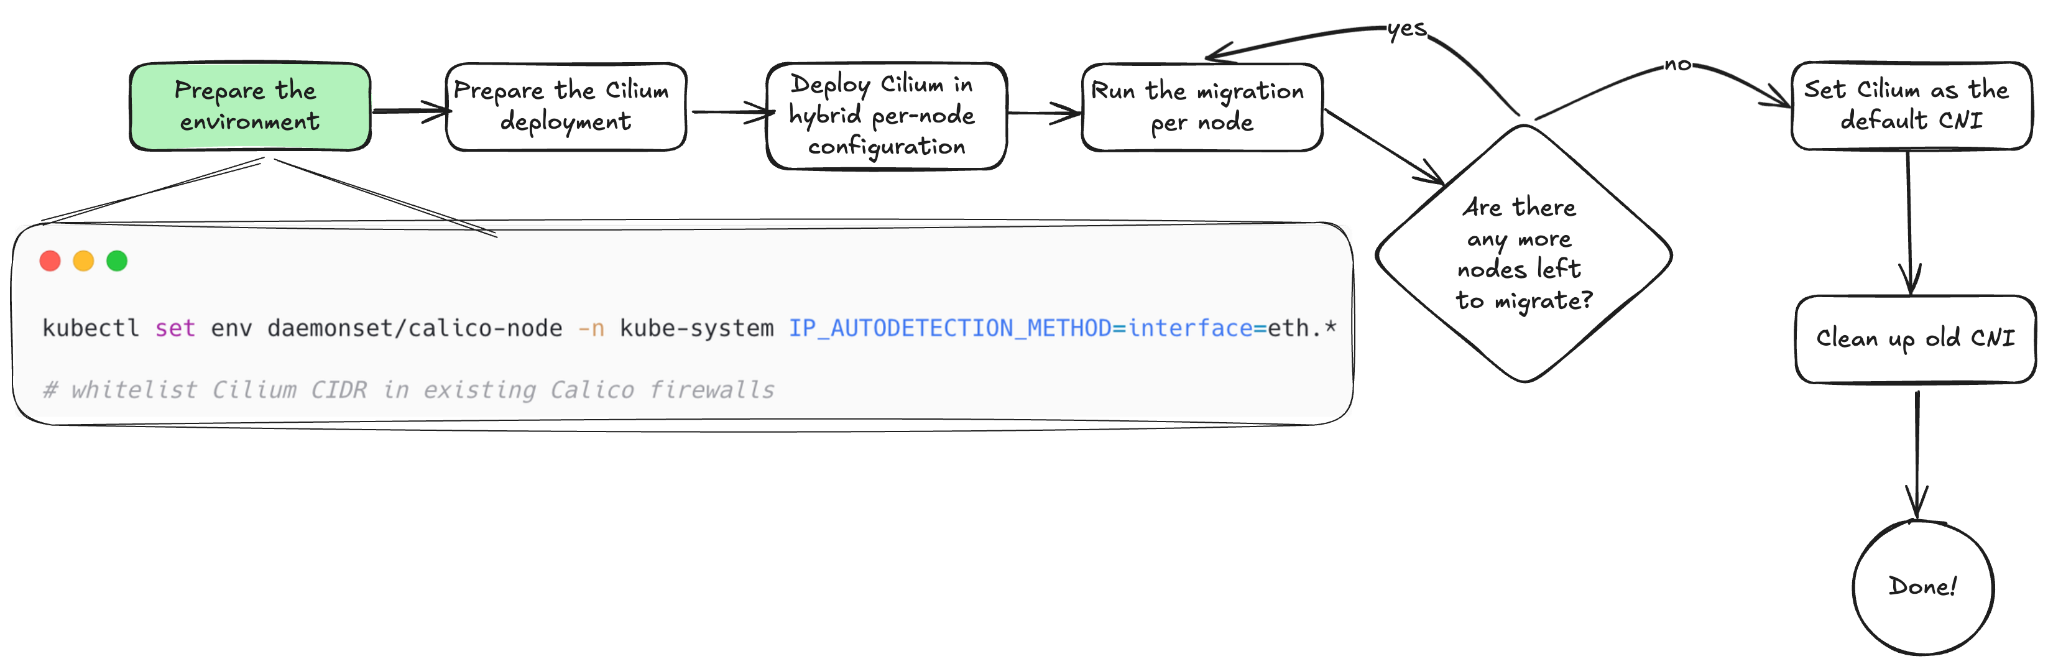 Prepare the
environment
Prepare the Cilium
deployment
Deploy Cilium in
hybrid per-node
configuration
Run the migration
per node
yes
no
Are there
any more
nodes left
to migrate?
Set Cilium as the
default CNI
Clean up old CNI
Done!
kubectl set env daemonset/calico-node -n kube-system IP_AUTODETECTION_METHOD=interface=eth.*
# whitelist Cilium CIDR in existing Calico firewalls